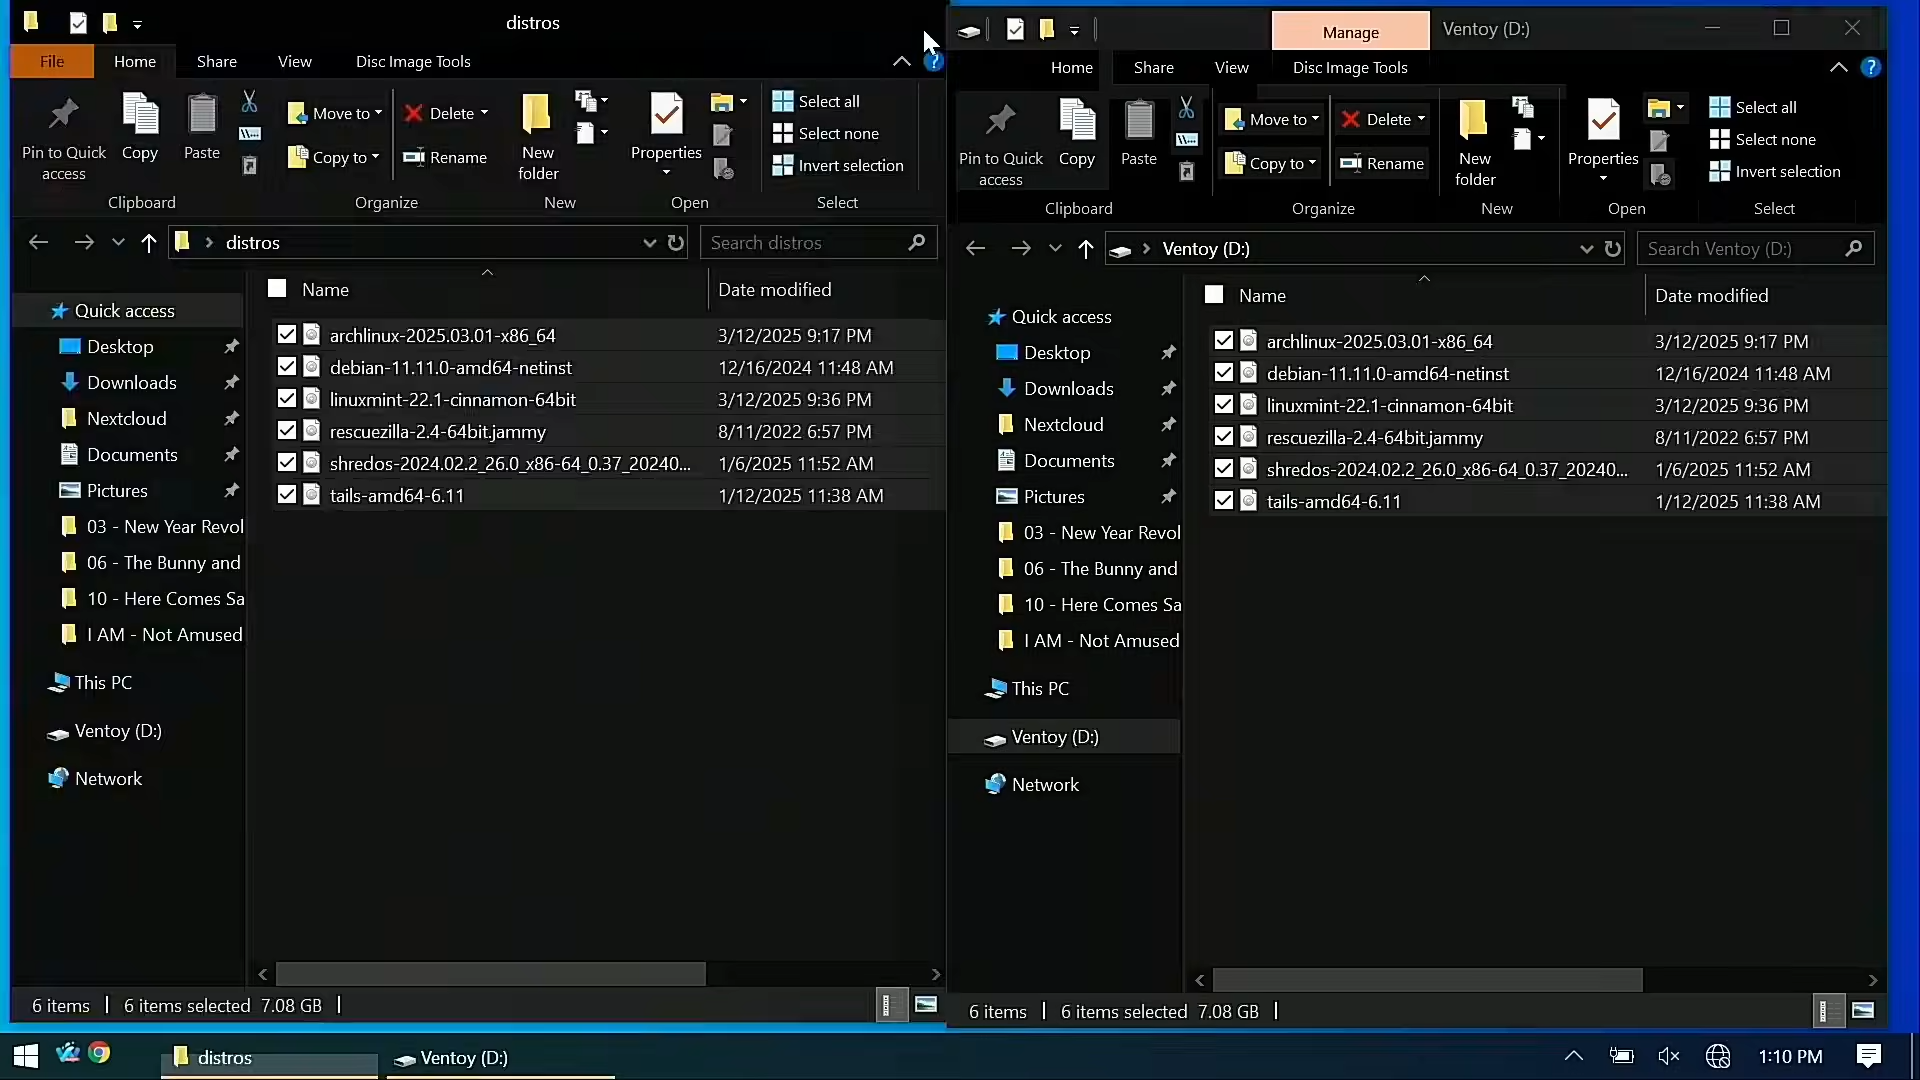 distros
File Home Share View Disc Image Tools
Pin to Quick access
Copy
Paste
Move to
Copy to
Delete
Rename
New folder
Properties
Select all
Select none
Invert selection
Clipboard Organize New Open Select
distros
Search distros
Name Date modified
archlinux-2025.03.01-x86_64 3/12/2025 9:17 PM
debian-11.11.0-amd64-netinst 12/16/2024 11:48 AM
linuxmint-22.1-cinnamon-64bit 3/12/2025 9:36 PM
rescuezilla-2.4-64bit.jammy 8/11/2022 6:57 PM
shredos-2024.02.2_26.0_x86-64_0.37_20240... 1/6/2025 11:52 AM
tails-amd64-6.11 1/12/2025 11:38 AM
Quick access
Desktop
Downloads
Nextcloud
Documents
Pictures
03 - New Year Revol
06 - The Bunny and
10 - Here Comes Sa
I AM - Not Amused
This PC
Ventoy (D:)
Network
6 items 6 items selected 7.08 GB
Manage Ventoy (D:)
Home Share View Disc Image Tools
Pin to Quick access
Copy
Paste
Move to
Copy to
Delete
Rename
New folder
Properties
Select all
Select none
Invert selection
Clipboard Organize New Open Select
Ventoy (D:)
Search Ventoy (D:)
Name Date modified
archlinux-2025.03.01-x86_64 3/12/2025 9:17 PM
debian-11.11.0-amd64-netinst 12/16/2024 11:48 AM
linuxmint-22.1-cinnamon-64bit 3/12/2025 9:36 PM
rescuezilla-2.4-64bit.jammy 8/11/2022 6:57 PM
shredos-2024.02.2_26.0_x86-64_0.37_20240... 1/6/2025 11:52 AM
tails-amd64-6.11 1/12/2025 11:38 AM
Quick access
Desktop
Downloads
Nextcloud
Documents
Pictures
03 - New Year Revol
06 - The Bunny and
10 - Here Comes Sa
I AM - Not Amused
This PC
Ventoy (D:)
Network
6 items 6 items selected 7.08 GB
distros Ventoy (D:) 1:10 PM